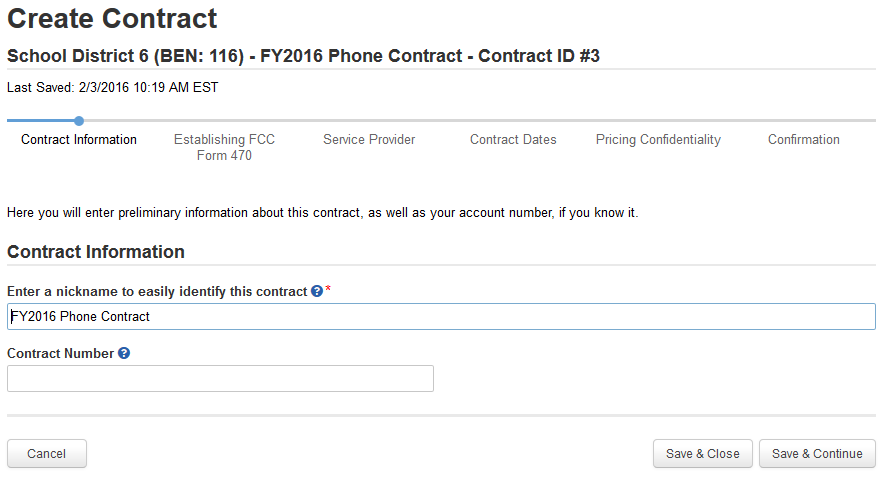 Create Contract
School District 6 (BEN: 116) - FY2016 Phone Contract - Contract ID #3
Last Saved: 2/3/2016 10:19 AM EST
Contract Information
Establishing FCC
Form 470
Service Provider
Contract Dates
Pricing Confidentiality
Confirmation
Here you will enter preliminary information about this contract, as well as your account number, if you know it.
Contract Information
Enter a nickname to easily identify this contract ? *
FY2016 Phone Contract
Contract Number ?
Cancel
Save & Close
Save & Continue